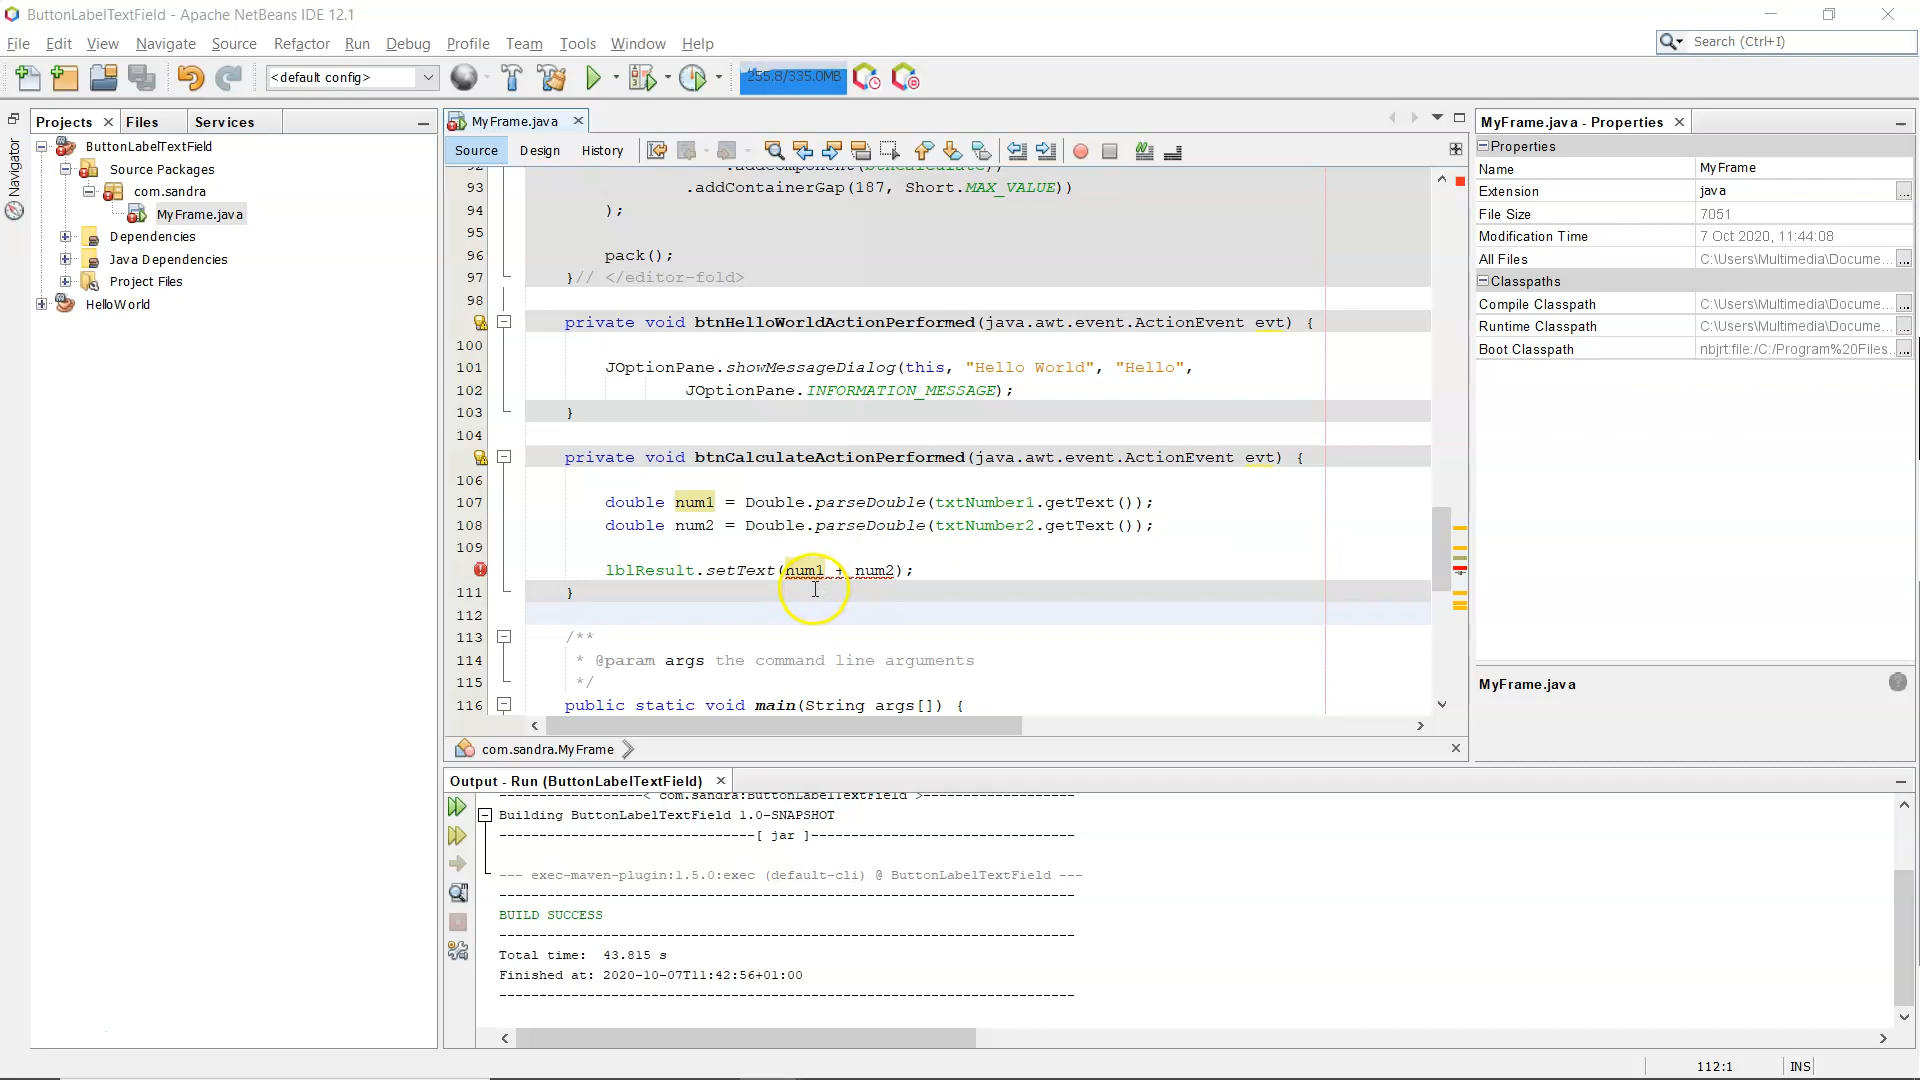 ButtonLabelTextField - Apache NetBeans IDE 12.1
File Edit View Navigate Source Refactor Run Debug Profile Team Tools Window Help
Search (Ctrl+I)
<default config>
255.8/335.0MB
Projects Files Services
Navigator
ButtonLabelTextField
Source Packages
com.sandra
MyFrame.java
Dependencies
Java Dependencies
Project Files
HelloWorld
MyFrame.java
Source Design History
92 .addComponent(btnCalculate))
93 .addContainerGap(187, Short.MAX_VALUE))
94 );
95
96 pack();
97 }// </editor-fold>
98
private void btnHelloWorldActionPerformed(java.awt.event.ActionEvent evt) {
100
101 JOptionPane.showMessageDialog(this, "Hello World", "Hello",
102 JOptionPane.INFORMATION_MESSAGE);
103 }
104
private void btnCalculateActionPerformed(java.awt.event.ActionEvent evt) {
106
107 double num1 = Double.parseDouble(txtNumber1.getText());
108 double num2 = Double.parseDouble(txtNumber2.getText());
109
lblResult.setText(num1 + num2);
111 }
112
113 /**
114 * @param args the command line arguments
115 */
116 public static void main(String args[]) {
com.sandra.MyFrame
MyFrame.java - Properties
Properties
Name MyFrame
Extension java
File Size 7051
Modification Time 7 Oct 2020, 11:44:08
All Files C:\Users\Multimedia\Docume...
Classpaths
Compile Classpath C:\Users\Multimedia\Docume...
Runtime Classpath C:\Users\Multimedia\Docume...
Boot Classpath nbjrt:file:/C:/Program%20Files...
MyFrame.java
Output - Run (ButtonLabelTextField)
------------------< com.sandra:ButtonLabelTextField >-------------------
Building ButtonLabelTextField 1.0-SNAPSHOT
--------------------------------[ jar ]---------------------------------
--- exec-maven-plugin:1.5.0:exec (default-cli) @ ButtonLabelTextField ---
------------------------------------------------------------------------
BUILD SUCCESS
------------------------------------------------------------------------
Total time: 43.815 s
Finished at: 2020-10-07T11:42:56+01:00
------------------------------------------------------------------------
112:1 INS